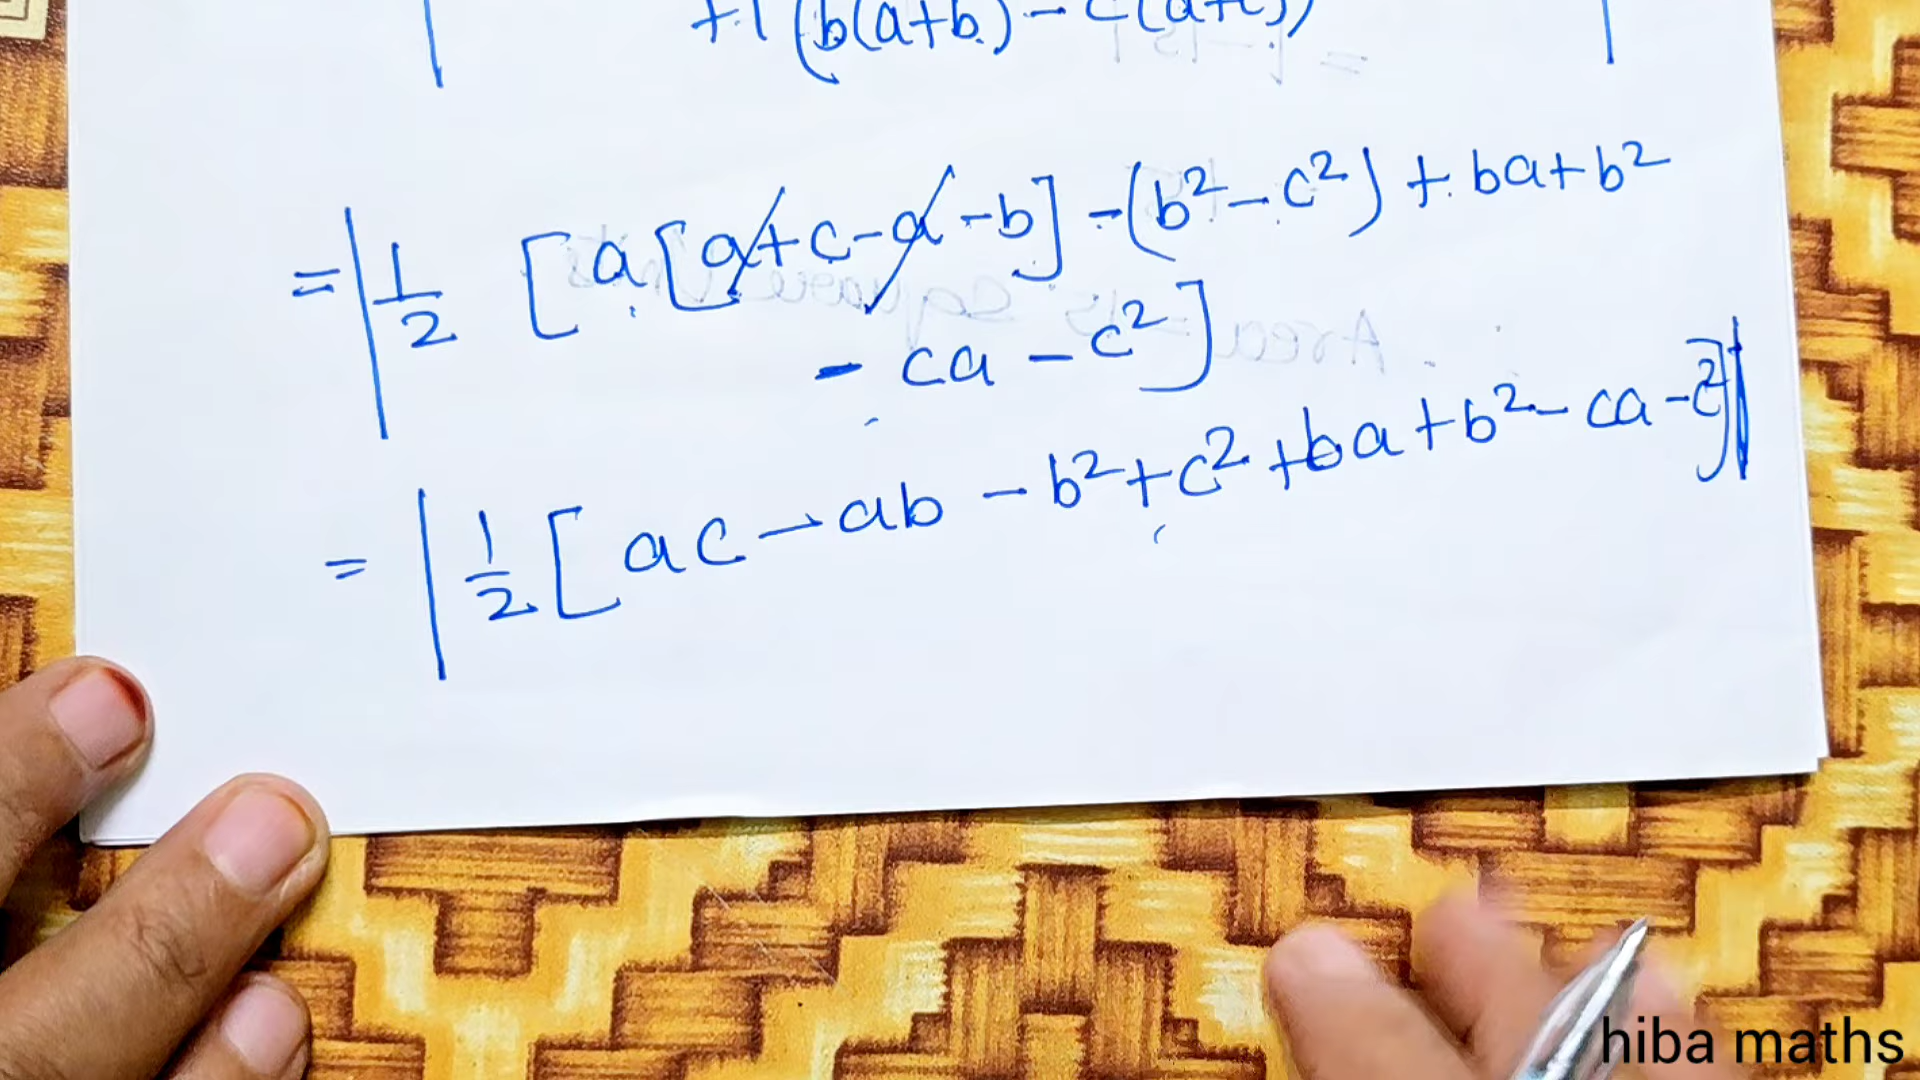 +1 (b(a+b) - c(a+c))
= | 1/2 [a[a+c-a-b] - (b² - c²) + ba + b²
- ca - c²]
= | 1/2 [ac - ab - b² + c² + ba + b² - ca - c²] |
hiba maths